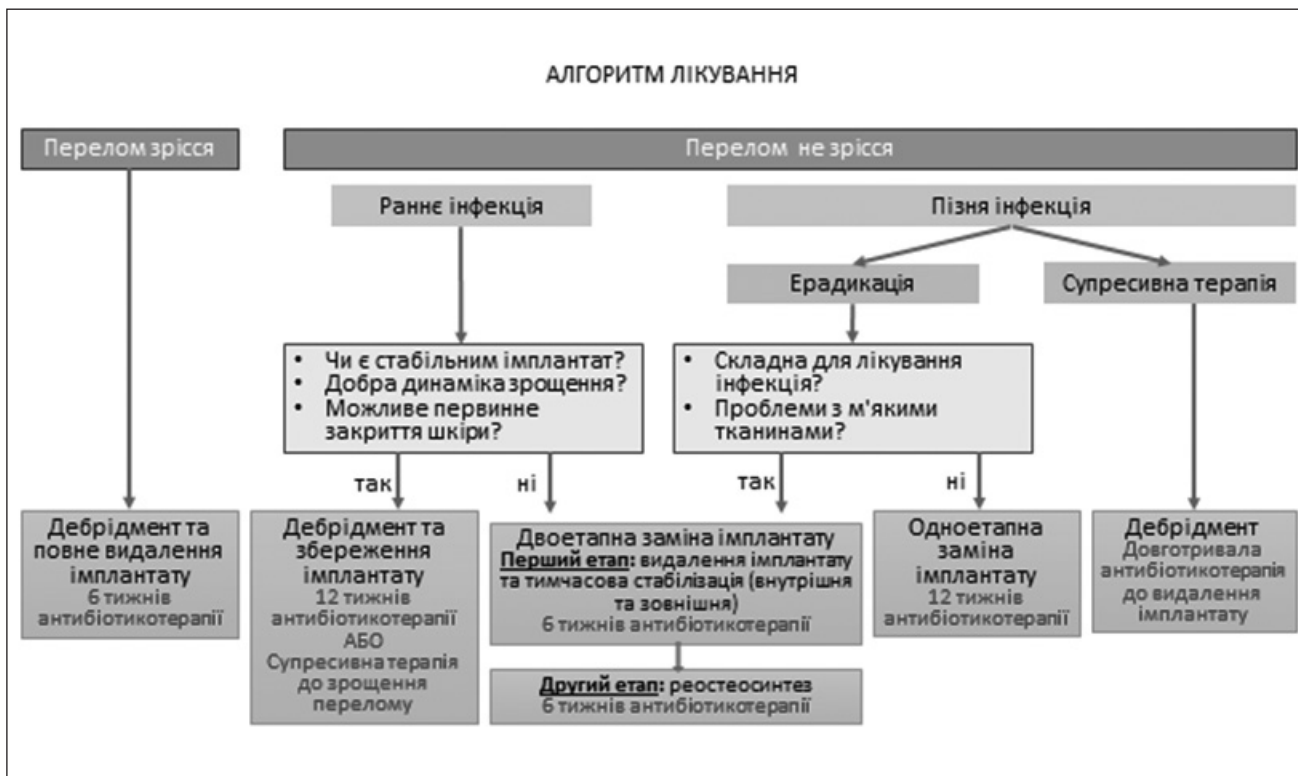 АЛГОРИТМ ЛІКУВАННЯ
Перелом зрісся
Перелом не зрісся
Раннє інфекція
Пізня інфекція
Ерадикація
Супресивна терапія
• Чи є стабільним імплантат?
• Добра динаміка зрощення?
• Можливе первинне
закриття шкіри?
• Складна для лікування
інфекція?
• Проблеми з м'якими
тканинами?
так
ні
так
ні
Дебрідмент та
повне видалення
імплантату
6 тижнів
антибіотикотерапії
Дебрідмент та
збереження
імплантату
12 тижнів
антибіотикотерапії
АБО
Супресивна терапія
до зрощення
перелому
Двоетапна заміна імплантату
Перший етап: видалення імплантату
та тимчасова стабілізація (внутрішня
та зовнішня)
6 тижнів антибіотикотерапії
Другий етап: реостеосинтез
6 тижнів антибіотикотерапії
Одноетапна
заміна
імплантату
12 тижнів
антибіотикотерапії
Дебрідмент
Довготривала
антибіотикотерапія
до видалення
імплантату